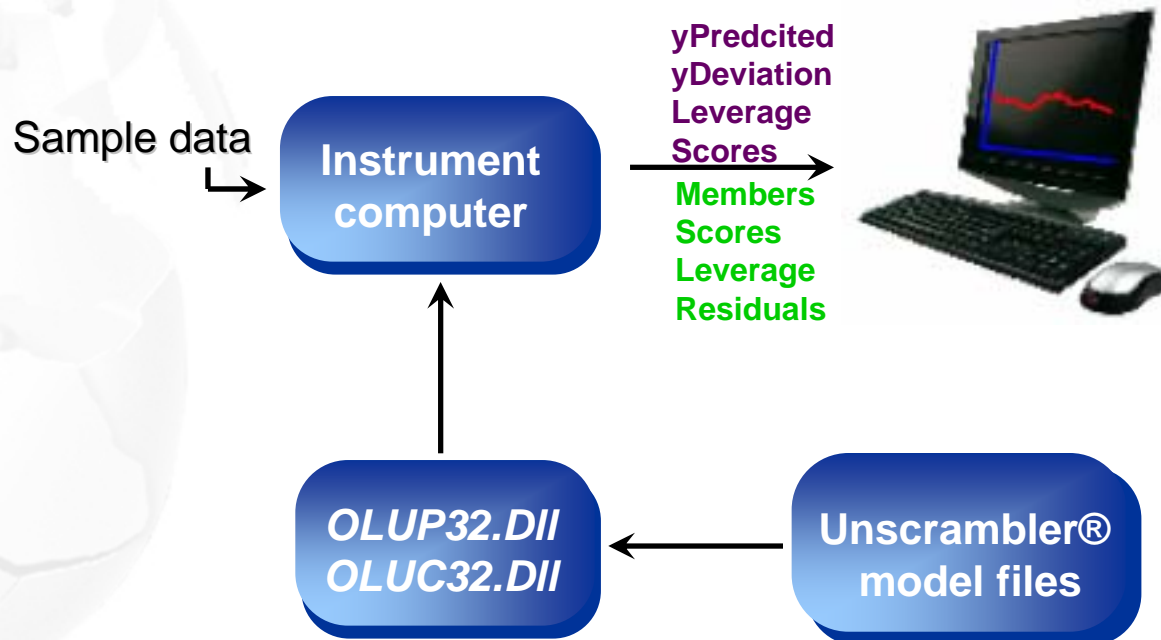 Sample data
Instrument
computer
yPredcited
yDeviation
Leverage
Scores
Members
Scores
Leverage
Residuals
OLUP32.Dll
OLUC32.Dll
Unscrambler®
model files